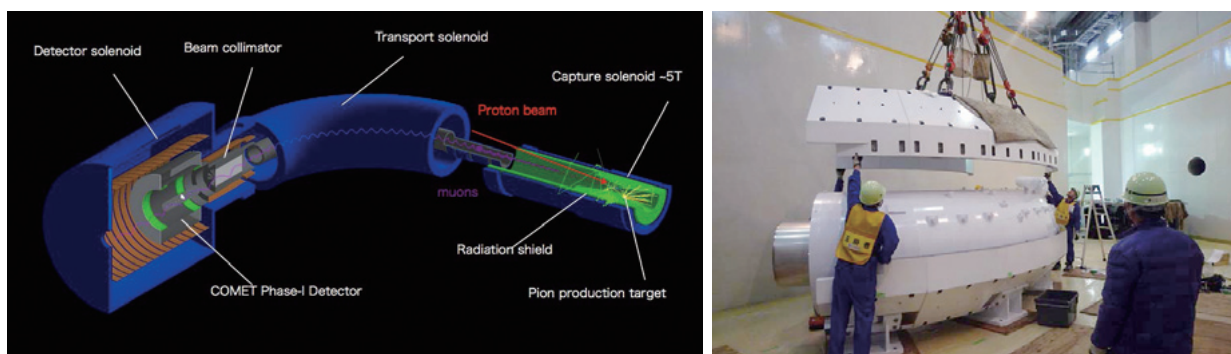 Detector solenoid
Beam collimator
Transport solenoid
Capture solenoid ~5T
Proton beam
muons
Radiation shield
COMET Phase-I Detector
Pion production target